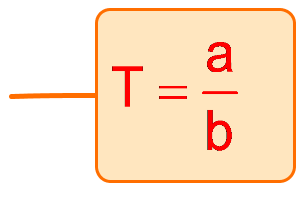 T = a/b